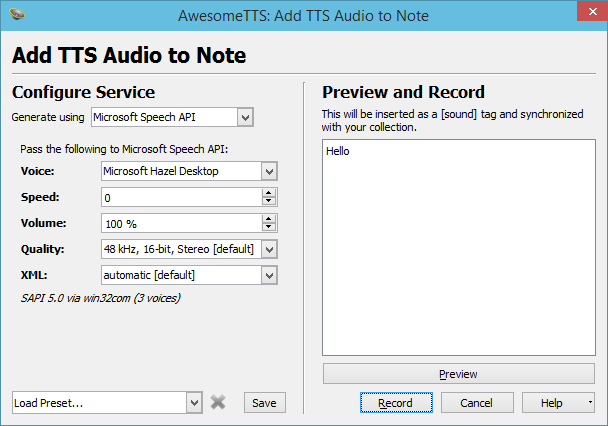 AwesomeTTS: Add TTS Audio to Note
Add TTS Audio to Note
Configure Service
Generate using Microsoft Speech API
Pass the following to Microsoft Speech API:
Voice: Microsoft Hazel Desktop
Speed: 0
Volume: 100 %
Quality: 48 kHz, 16-bit, Stereo [default]
XML: automatic [default]
SAPI 5.0 via win32com (3 voices)
Load Preset...
Save
Preview and Record
This will be inserted as a [sound] tag and synchronized
with your collection.
Hello
Preview
Record
Cancel
Help